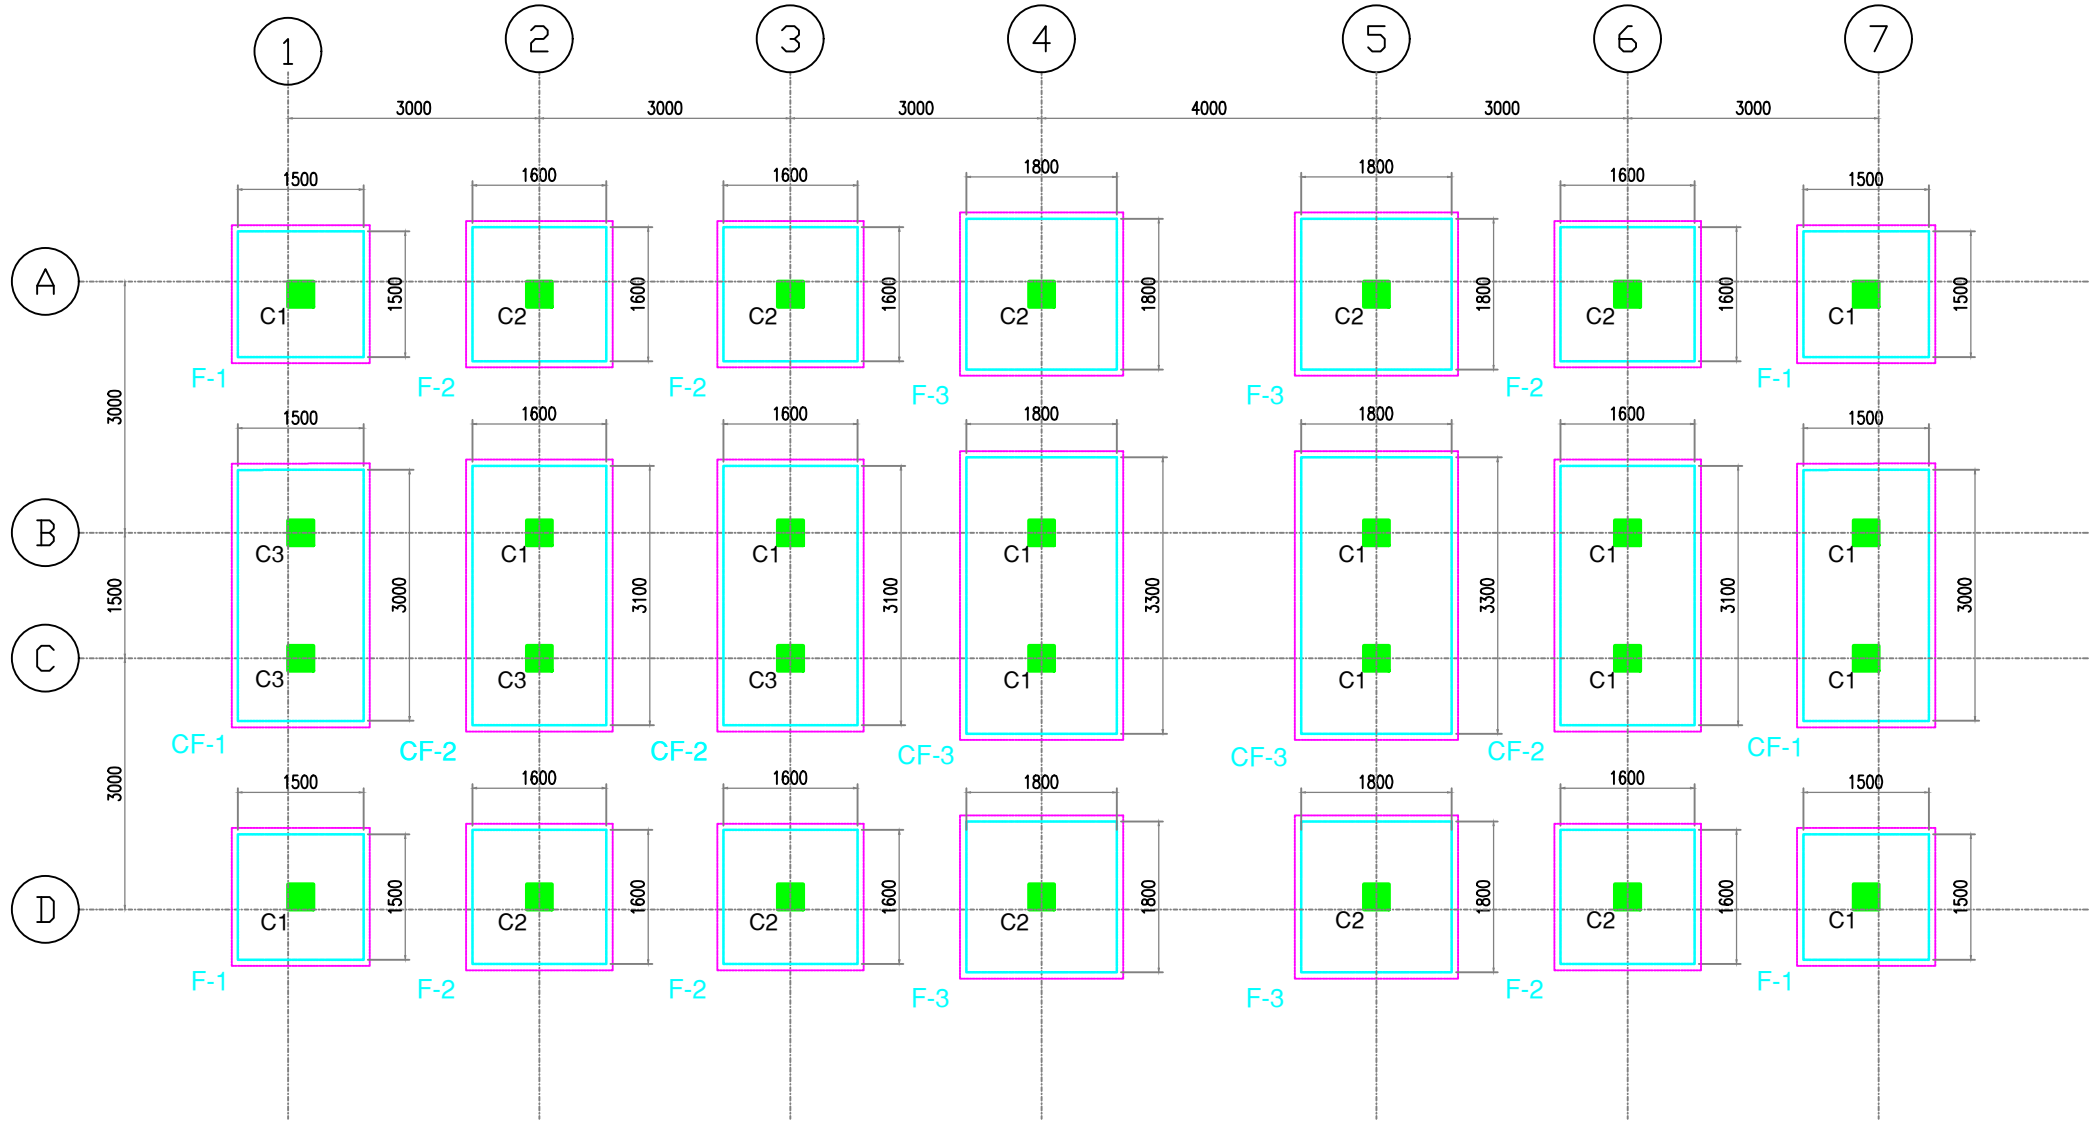 1 2 3 4 5 6 7
3000 3000 3000 4000 3000 3000
1500 1600 1600 1800 1800 1600 1500
A
1500 1600 1600 1800 1800 1600 1500
C1 C2 C2 C2 C2 C2 C1
F-1 F-2 F-2 F-3 F-3 F-2 F-1
3000
1500 1600 1600 1800 1800 1600 1500
B
C3 C1 C1 C1 C1 C1 C1
1500 3000 3100 3100 3300 3300 3100 3000
C
C3 C3 C3 C1 C1 C1 C1
CF-1 CF-2 CF-2 CF-3 CF-3 CF-2 CF-1
3000
1500 1600 1600 1800 1800 1600 1500
D
1500 1600 1600 1800 1800 1600 1500
C1 C2 C2 C2 C2 C2 C1
F-1 F-2 F-2 F-3 F-3 F-2 F-1